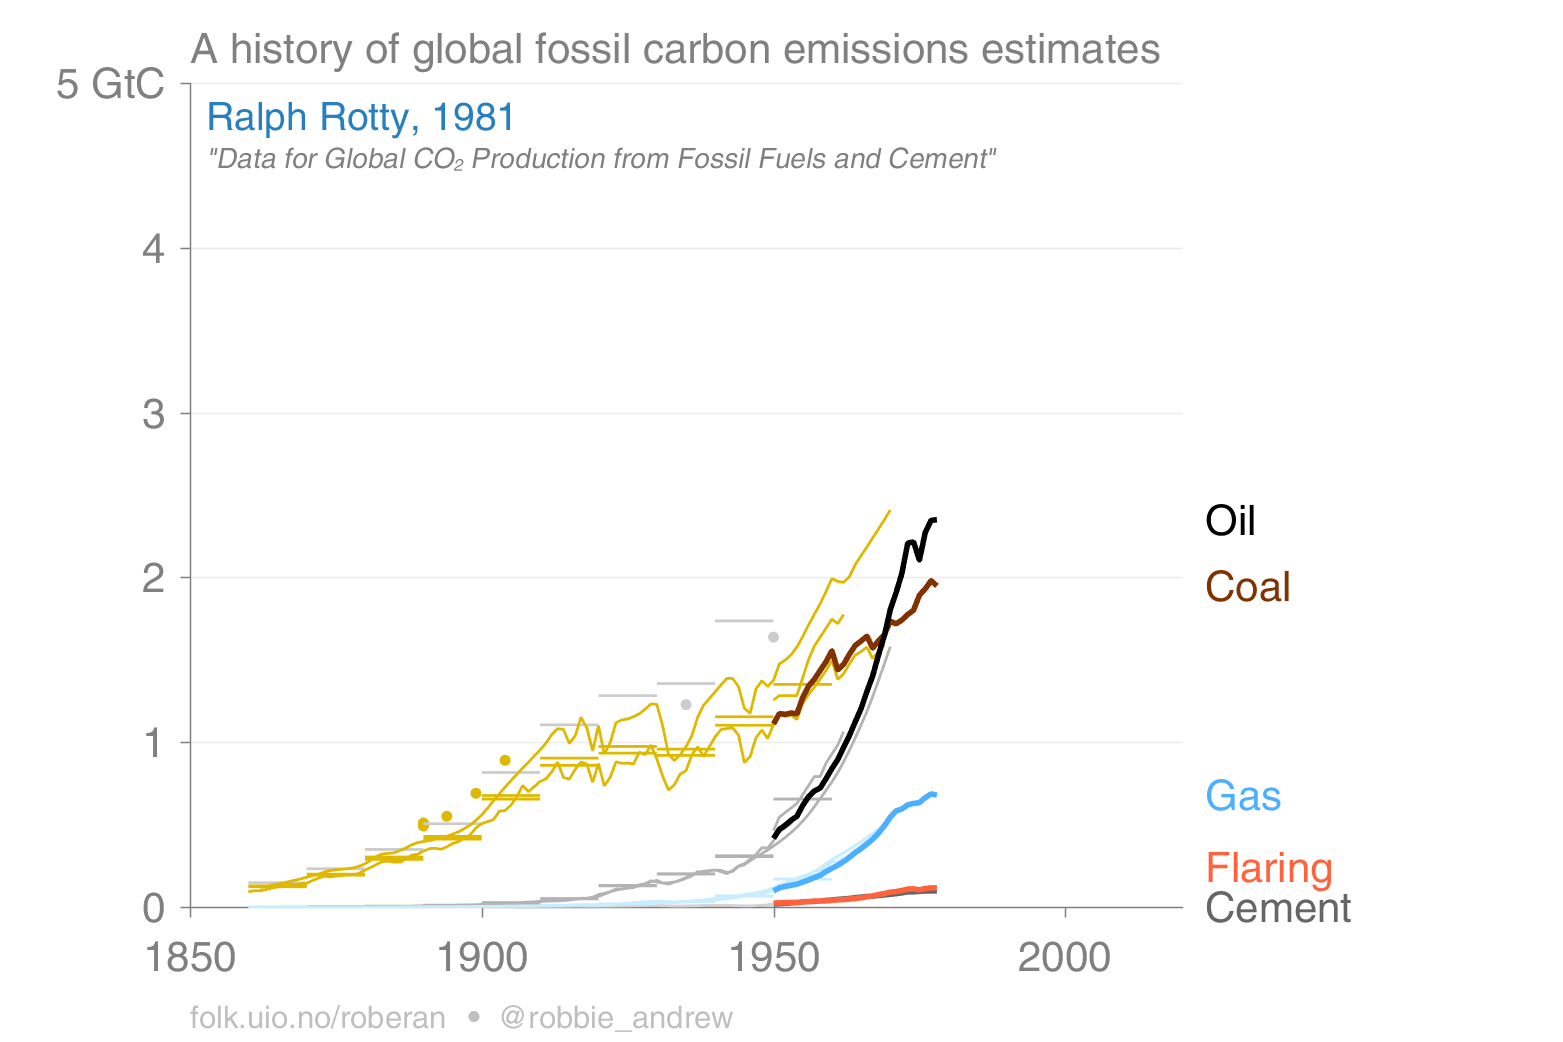 A history of global fossil carbon emissions estimates
5 GtC
Ralph Rotty, 1981
"Data for Global CO₂ Production from Fossil Fuels and Cement"
4
3
2
1
0
Oil
Coal
Gas
Flaring
Cement
1850 1900 1950 2000
folk.uio.no/roberan • @robbie_andrew